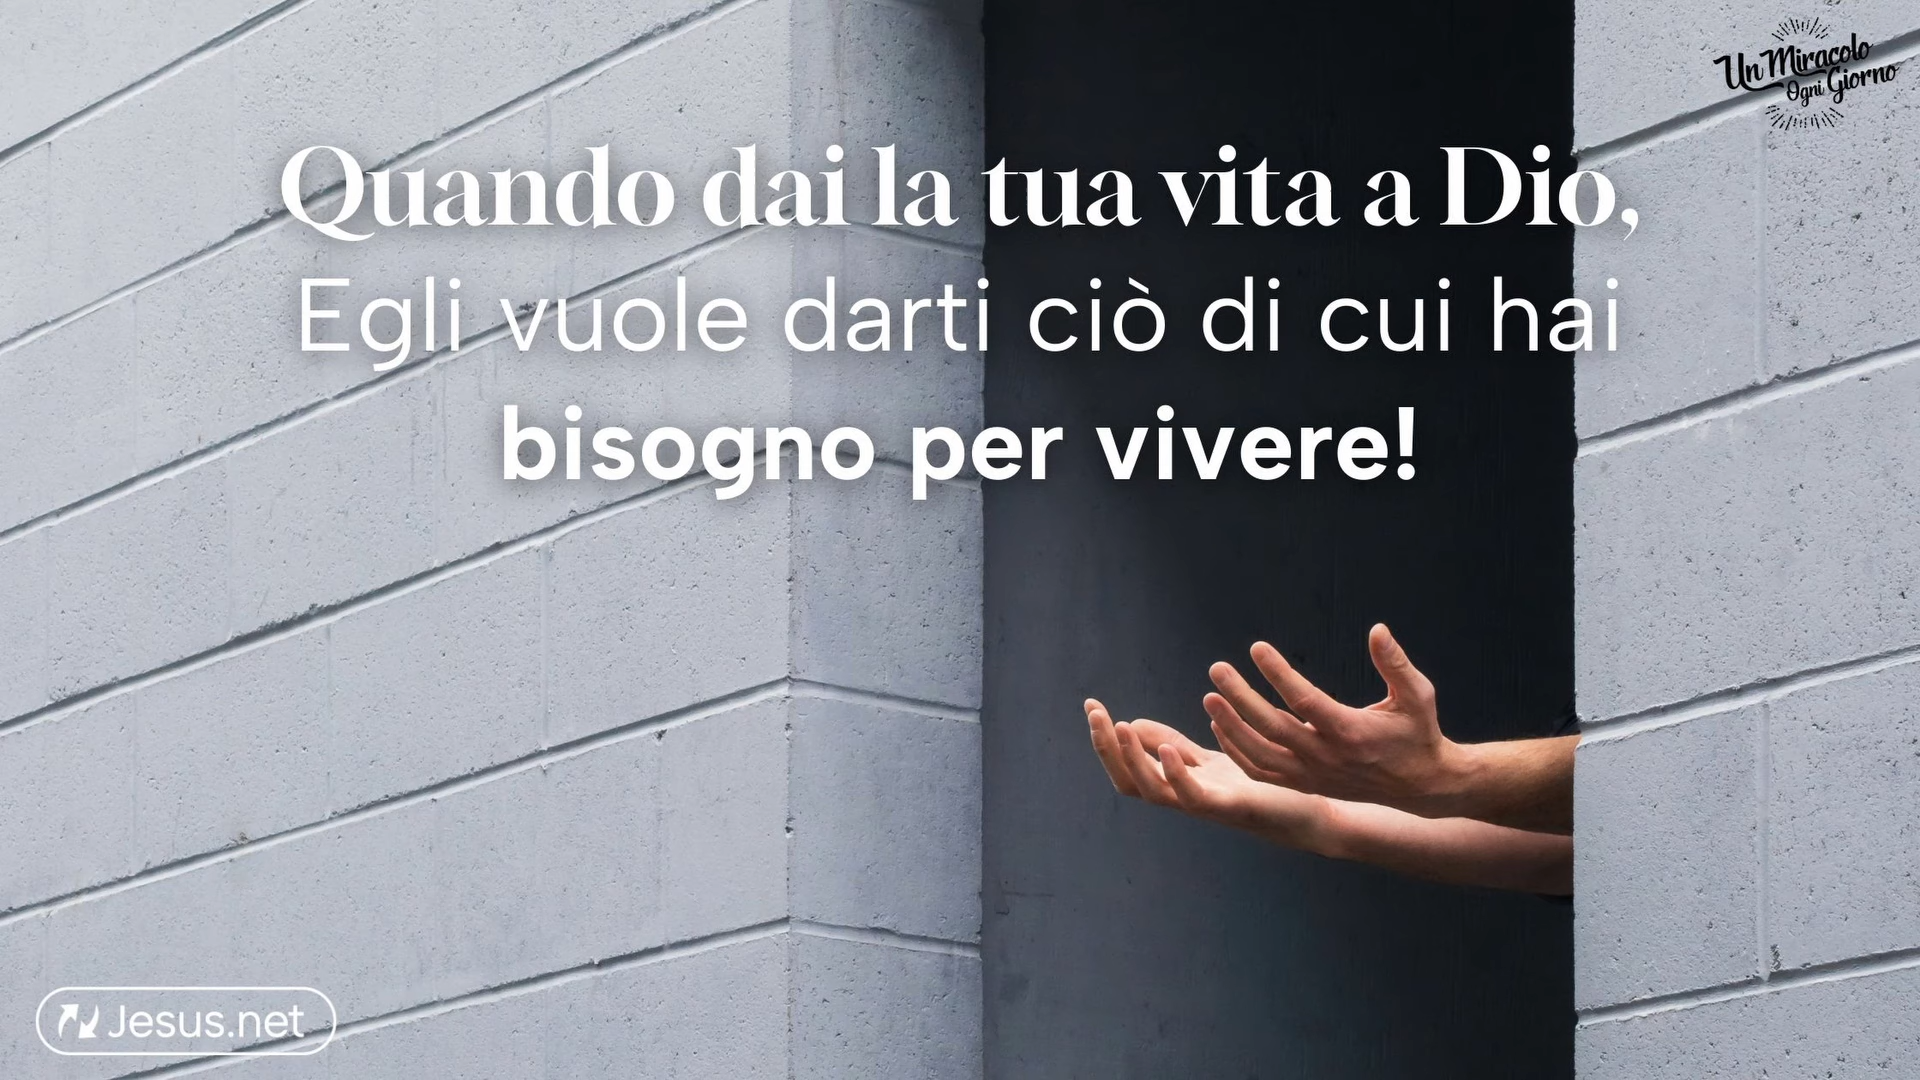 Un Miracolo
Ogni Giorno
Quando dai la tua vita a Dio,
Egli vuole darti ciò di cui hai
bisogno per vivere!
Jesus.net